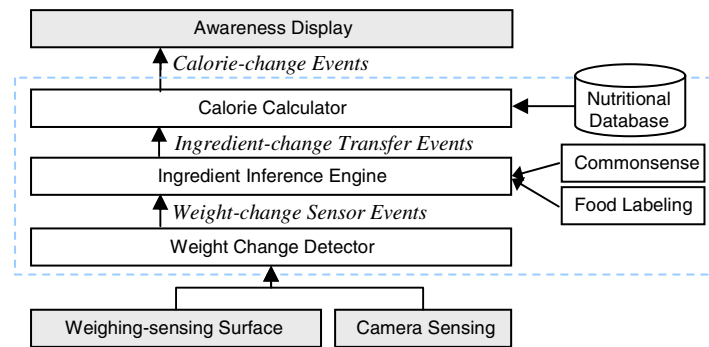 Awareness Display
Calorie-change Events
Calorie Calculator
Nutritional
Database
Ingredient-change Transfer Events
Ingredient Inference Engine
Commonsense
Food Labeling
Weight-change Sensor Events
Weight Change Detector
Weighing-sensing Surface
Camera Sensing